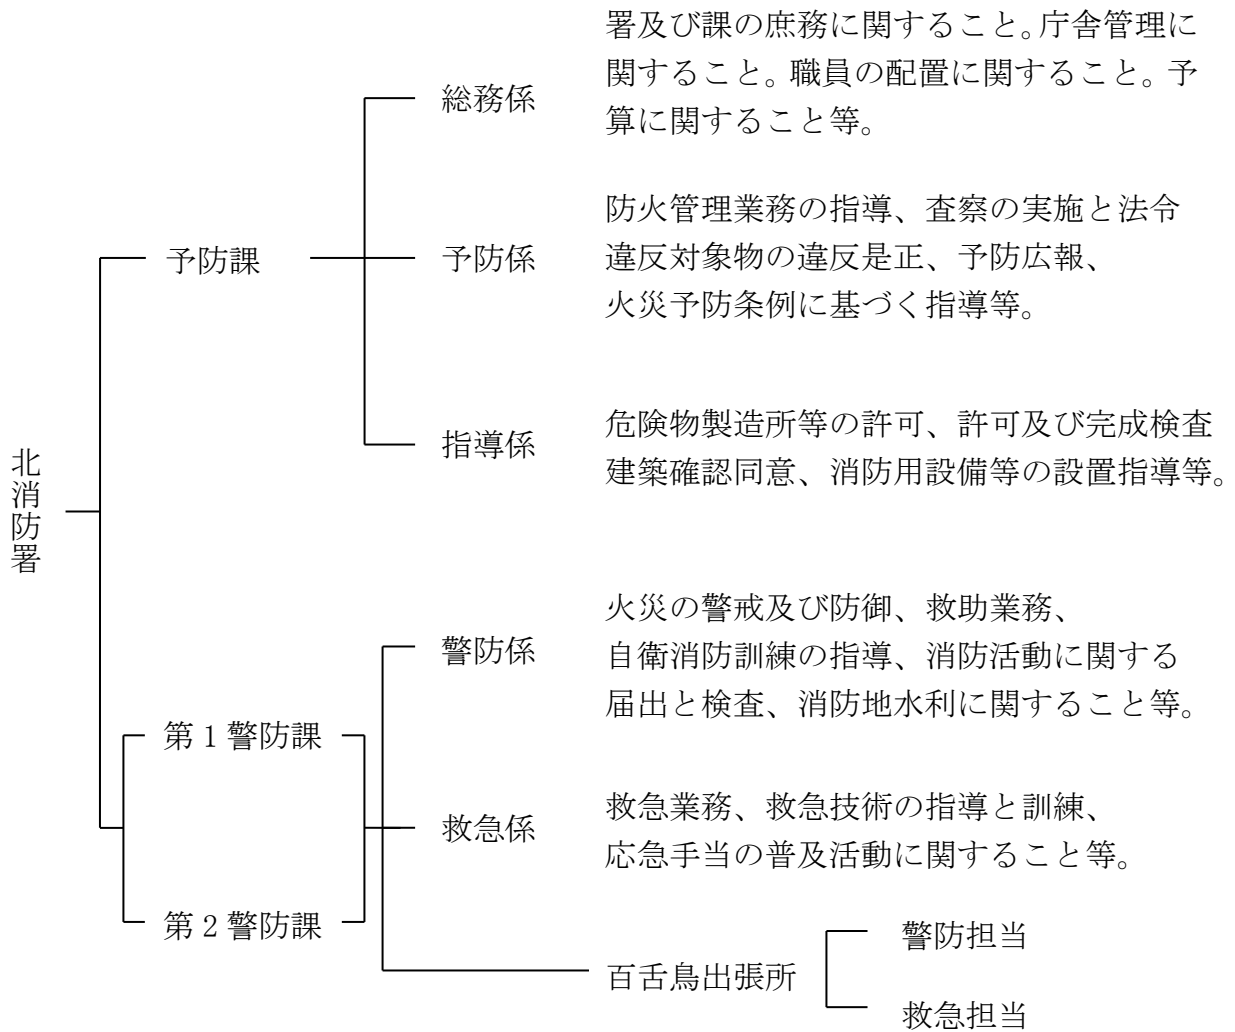 北消防署
予防課
総務係
署及び課の庶務に関すること。庁舎管理に
関すること。職員の配置に関すること。予
算に関すること等。
予防係
防火管理業務の指導、査察の実施と法令
違反対象物の違反是正、予防広報、
火災予防条例に基づく指導等。
指導係
危険物製造所等の許可、許可及び完成検査
建築確認同意、消防用設備等の設置指導等。
第1警防課
第2警防課
警防係
火災の警戒及び防御、救助業務、
自衛消防訓練の指導、消防活動に関する
届出と検査、消防地水利に関すること等。
救急係
救急業務、救急技術の指導と訓練、
応急手当の普及活動に関すること等。
百舌鳥出張所
警防担当
救急担当